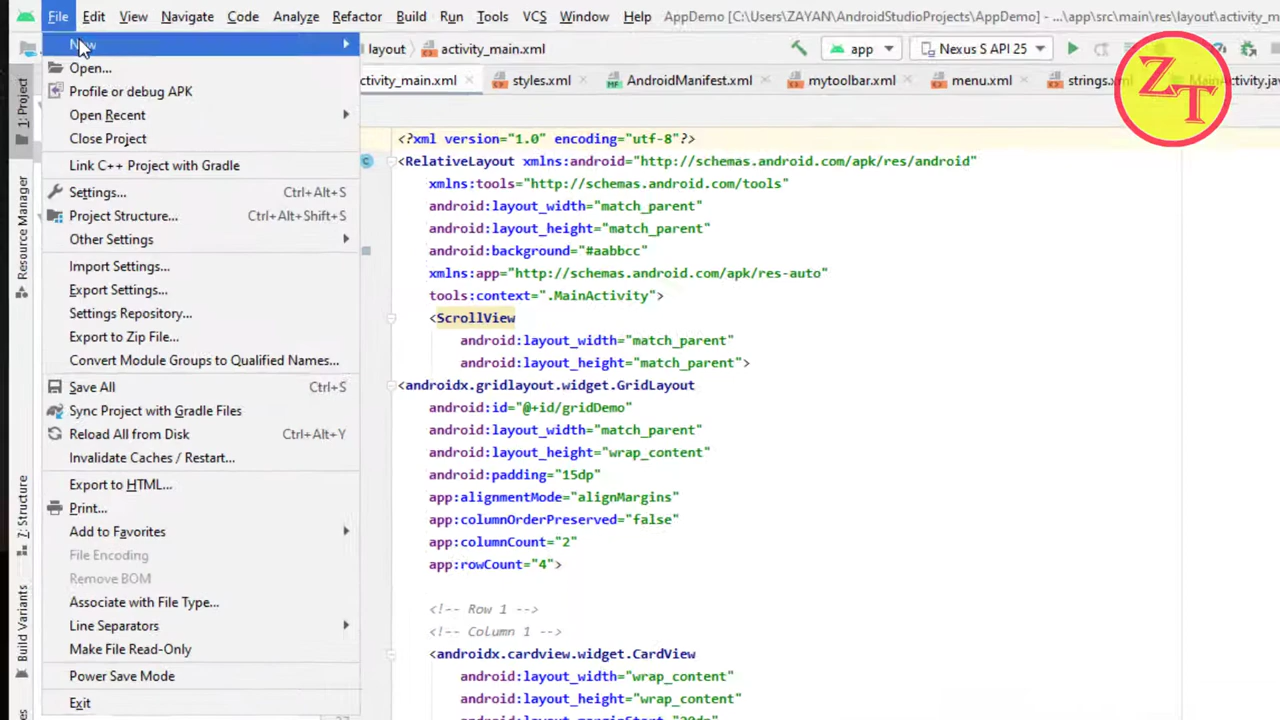 File Edit View Navigate Code Analyze Refactor Build Run Tools VCS Window Help AppDemo [C:\Users\ZAYAN\AndroidStudioProjects\AppDemo] - ...\app\src\main\res\layout\activity_m
layout activity_main.xml app Nexus S API 25
ctivity_main.xml styles.xml AndroidManifest.xml mytoolbar.xml menu.xml strings.xml MainActivity.jav
ZT
1: Project
Resource Manager
7: Structure
Build Variants
New
Open...
Profile or debug APK
Open Recent
Close Project
Link C++ Project with Gradle
Settings... Ctrl+Alt+S
Project Structure... Ctrl+Alt+Shift+S
Other Settings
Import Settings...
Export Settings...
Settings Repository...
Export to Zip File...
Convert Module Groups to Qualified Names...
Save All Ctrl+S
Sync Project with Gradle Files
Reload All from Disk Ctrl+Alt+Y
Invalidate Caches / Restart...
Export to HTML...
Print...
Add to Favorites
File Encoding
Remove BOM
Associate with File Type...
Line Separators
Make File Read-Only
Power Save Mode
Exit
<?xml version="1.0" encoding="utf-8"?>
<RelativeLayout xmlns:android="http://schemas.android.com/apk/res/android"
xmlns:tools="http://schemas.android.com/tools"
android:layout_width="match_parent"
android:layout_height="match_parent"
android:background="#aabbcc"
xmlns:app="http://schemas.android.com/apk/res-auto"
tools:context=".MainActivity">
<ScrollView
android:layout_width="match_parent"
android:layout_height="match_parent">
<androidx.gridlayout.widget.GridLayout
android:id="@+id/gridDemo"
android:layout_width="match_parent"
android:layout_height="wrap_content"
android:padding="15dp"
app:alignmentMode="alignMargins"
app:columnOrderPreserved="false"
app:columnCount="2"
app:rowCount="4">
<!-- Row 1 -->
<!-- Column 1 -->
<androidx.cardview.widget.CardView
android:layout_width="wrap_content"
android:layout_height="wrap_content"